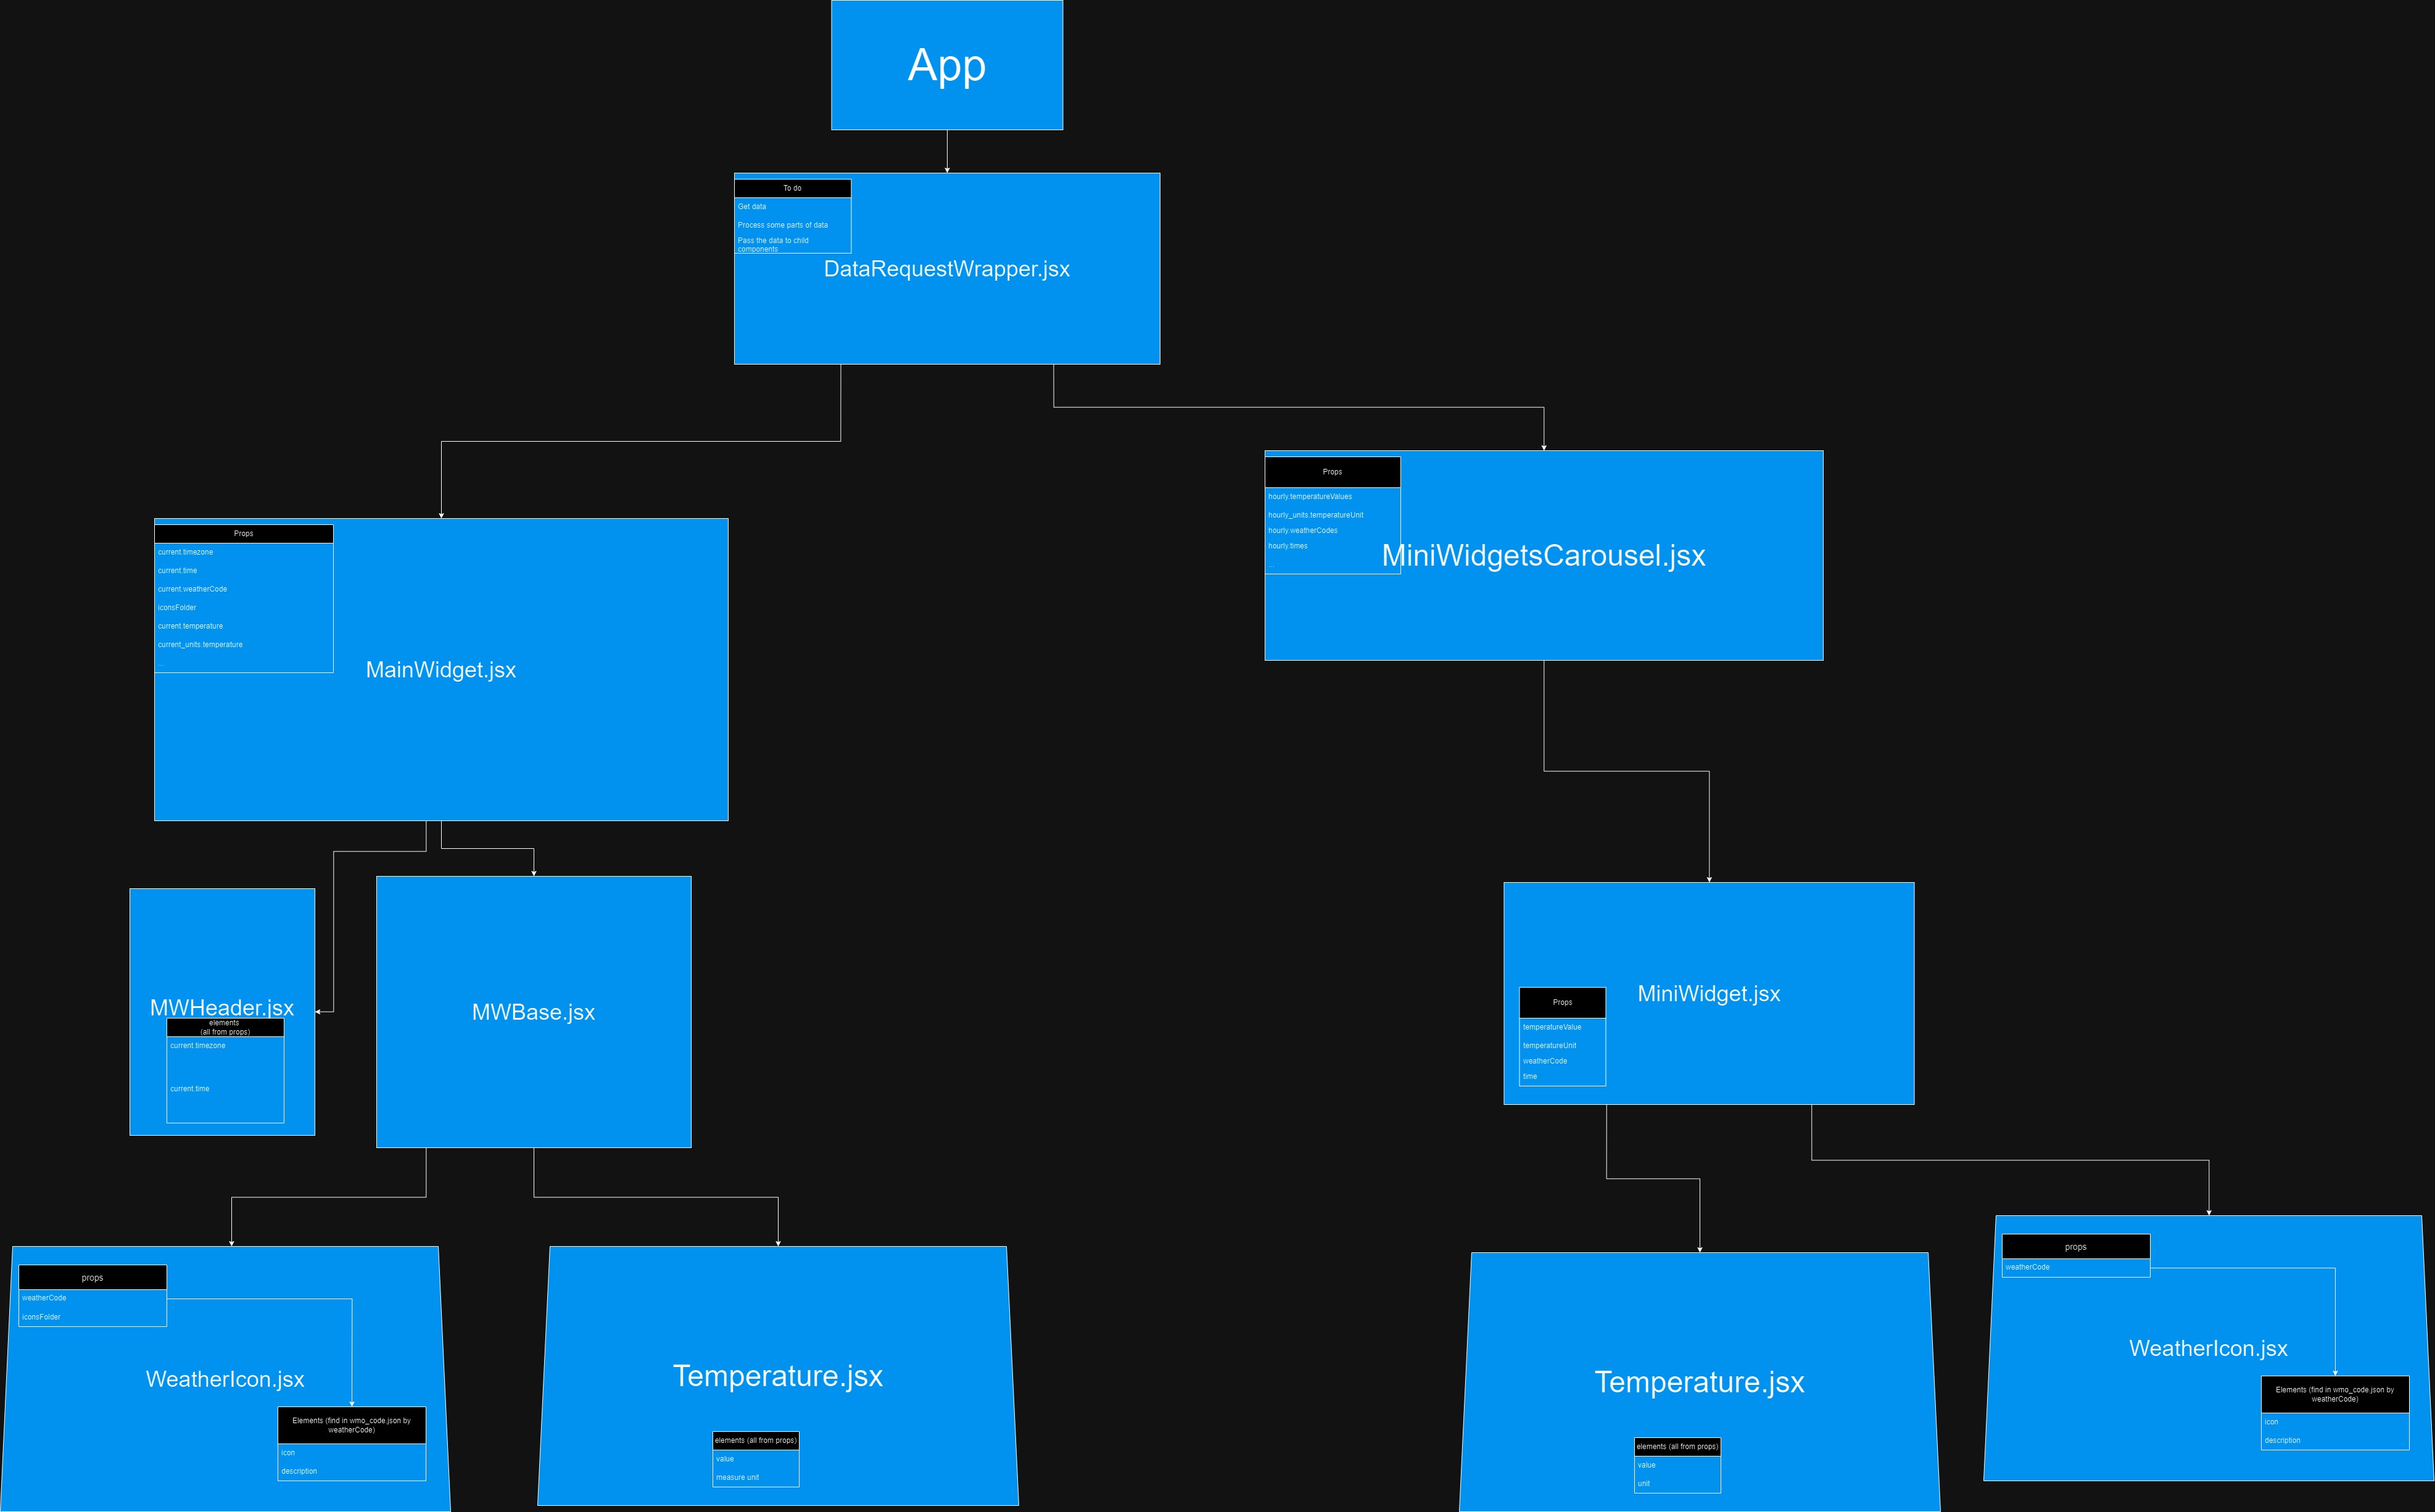 App
To do
Get data
Process some parts of data
Pass the data to child
components
DataRequestWrapper.jsx
Props
current.timezone
current.time
current.weatherCode
iconsFolder
current.temperature
current_units.temperature
...
MainWidget.jsx
Props
hourly.temperatureValues
hourly_units.temperatureUnit
hourly.weatherCodes
hourly.times
...
MiniWidgetsCarousel.jsx
MWHeader.jsx
elements
(all from props)
current.timezone
current.time
MWBase.jsx
MiniWidget.jsx
Props
temperatureValue
temperatureUnit
weatherCode
time
props
weatherCode
iconsFolder
WeatherIcon.jsx
Elements (find in wmo_code.json by
weatherCode)
icon
description
Temperature.jsx
elements (all from props)
value
measure unit
Temperature.jsx
elements (all from props)
value
unit
props
weatherCode
WeatherIcon.jsx
Elements (find in wmo_code.json by
weatherCode)
icon
description